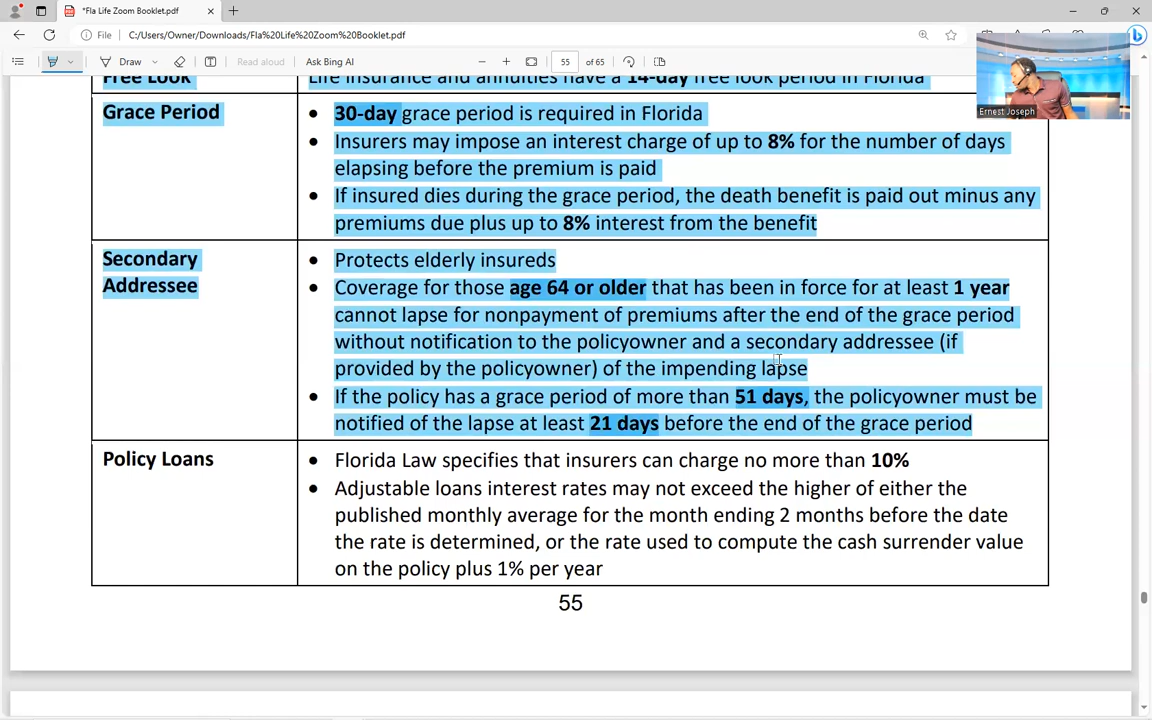 *Fla Life Zoom Booklet.pdf
File C:/Users/Owner/Downloads/Fla%20Life%20Zoom%20Booklet.pdf
Draw Read aloud Ask Bing AI 55 of 65
Ernest Joseph
Free Look Life insurance and annuities have a 14-day free look period in Florida
Grace Period • 30-day grace period is required in Florida
• Insurers may impose an interest charge of up to 8% for the number of days
elapsing before the premium is paid
• If insured dies during the grace period, the death benefit is paid out minus any
premiums due plus up to 8% interest from the benefit
Secondary • Protects elderly insureds
Addressee • Coverage for those age 64 or older that has been in force for at least 1 year
cannot lapse for nonpayment of premiums after the end of the grace period
without notification to the policyowner and a secondary addressee (if
provided by the policyowner) of the impending lapse
• If the policy has a grace period of more than 51 days, the policyowner must be
notified of the lapse at least 21 days before the end of the grace period
Policy Loans • Florida Law specifies that insurers can charge no more than 10%
• Adjustable loans interest rates may not exceed the higher of either the
published monthly average for the month ending 2 months before the date
the rate is determined, or the rate used to compute the cash surrender value
on the policy plus 1% per year
55